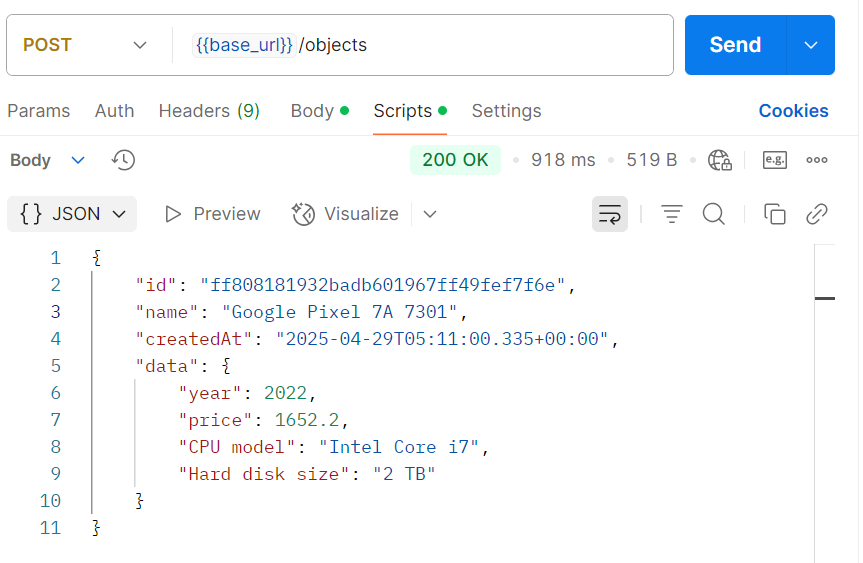 POST {{base_url}} /objects Send
Params Auth Headers (9) Body Scripts Settings Cookies
Body 200 OK 918 ms 519 B e.g.
{} JSON Preview Visualize
1 {
2 "id": "ff808181932badb601967ff49fef7f6e",
3 "name": "Google Pixel 7A 7301",
4 "createdAt": "2025-04-29T05:11:00.335+00:00",
5 "data": {
6 "year": 2022,
7 "price": 1652.2,
8 "CPU model": "Intel Core i7",
9 "Hard disk size": "2 TB"
10 }
11 }